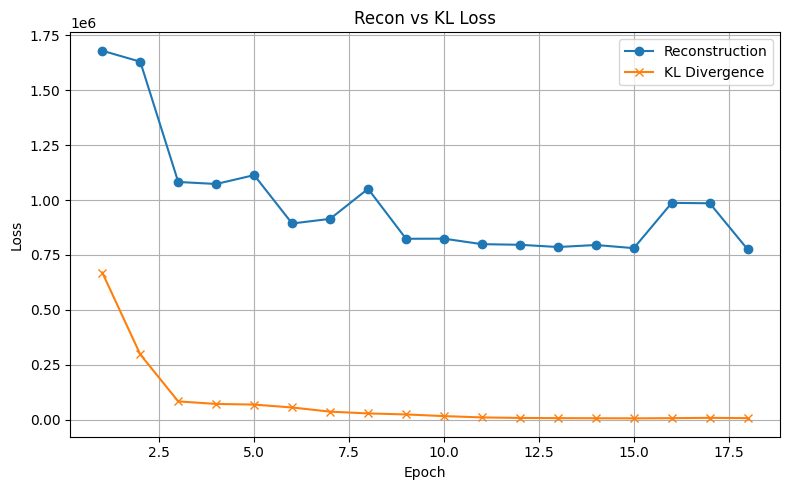 Recon vs KL Loss
1e6
Reconstruction
KL Divergence
1.75
1.50
1.25
1.00
0.75
0.50
0.25
0.00
Loss
2.5 5.0 7.5 10.0 12.5 15.0 17.5
Epoch